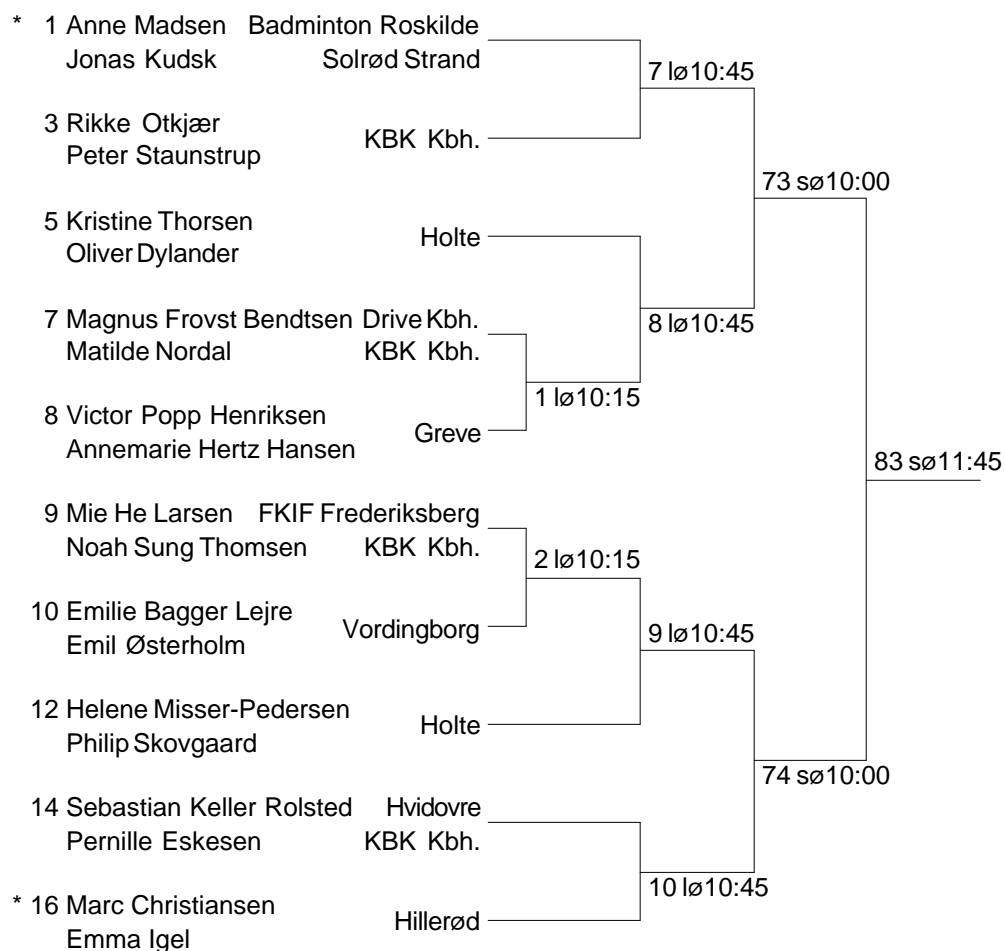 * 1 Anne Madsen Badminton Roskilde
Jonas Kudsk Solrød Strand
7 lø10:45
3 Rikke Otkjær
KBK Kbh.
Peter Staunstrup
73 sø10:00
5 Kristine Thorsen
Holte
Oliver Dylander
7 Magnus Frovst Bendtsen Drive Kbh.
8 lø10:45
Matilde Nordal KBK Kbh.
1 lø10:15
8 Victor Popp Henriksen
Greve
Annemarie Hertz Hansen
83 sø11:45
9 Mie He Larsen FKIF Frederiksberg
Noah Sung Thomsen KBK Kbh.
2 lø10:15
10 Emilie Bagger Lejre
Vordingborg
Emil Østerholm
9 lø10:45
12 Helene Misser-Pedersen
Holte
Philip Skovgaard
74 sø10:00
14 Sebastian Keller Rolsted Hvidovre
Pernille Eskesen KBK Kbh.
10 lø10:45
* 16 Marc Christiansen
Hillerød
Emma Igel